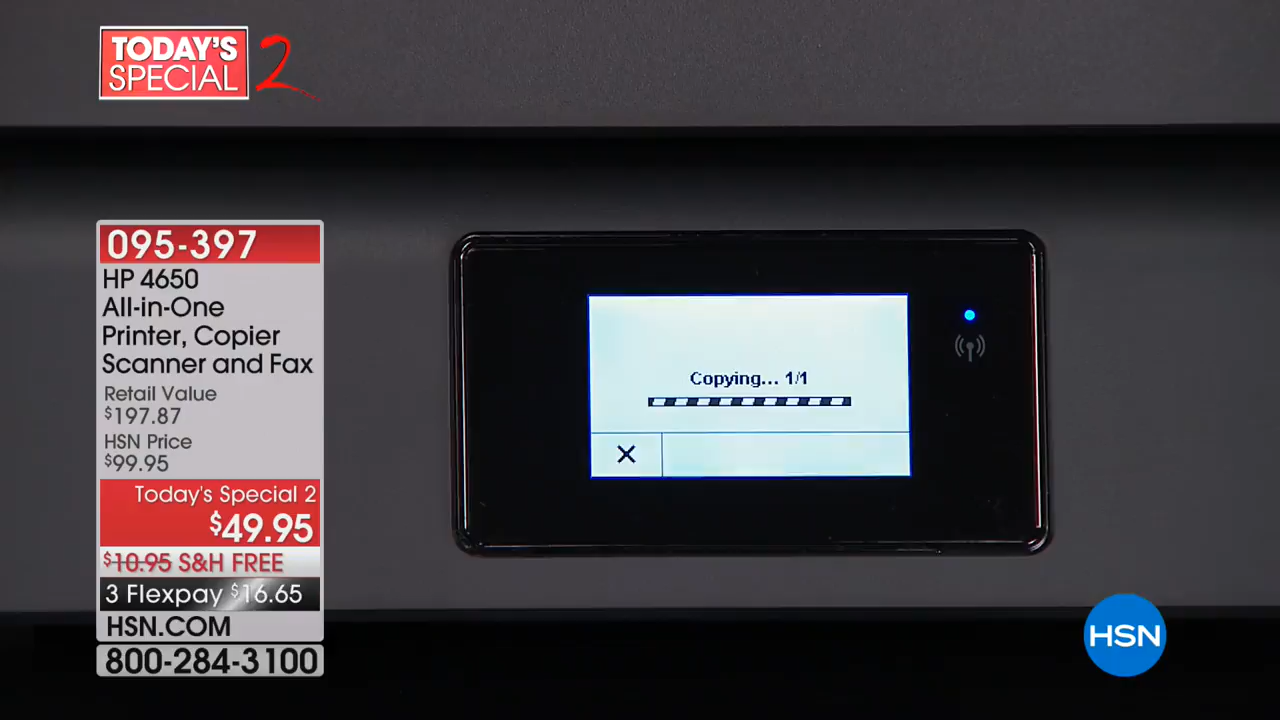 TODAY'S
SPECIAL 2
095-397
HP 4650
All-in-One
Printer, Copier
Scanner and Fax
Retail Value
$197.87
HSN Price
$99.95
Today's Special 2
$49.95
$10.95 S&H FREE
3 Flexpay $16.65
HSN.COM
800-284-3100
Copying... 1/1
X
HSN